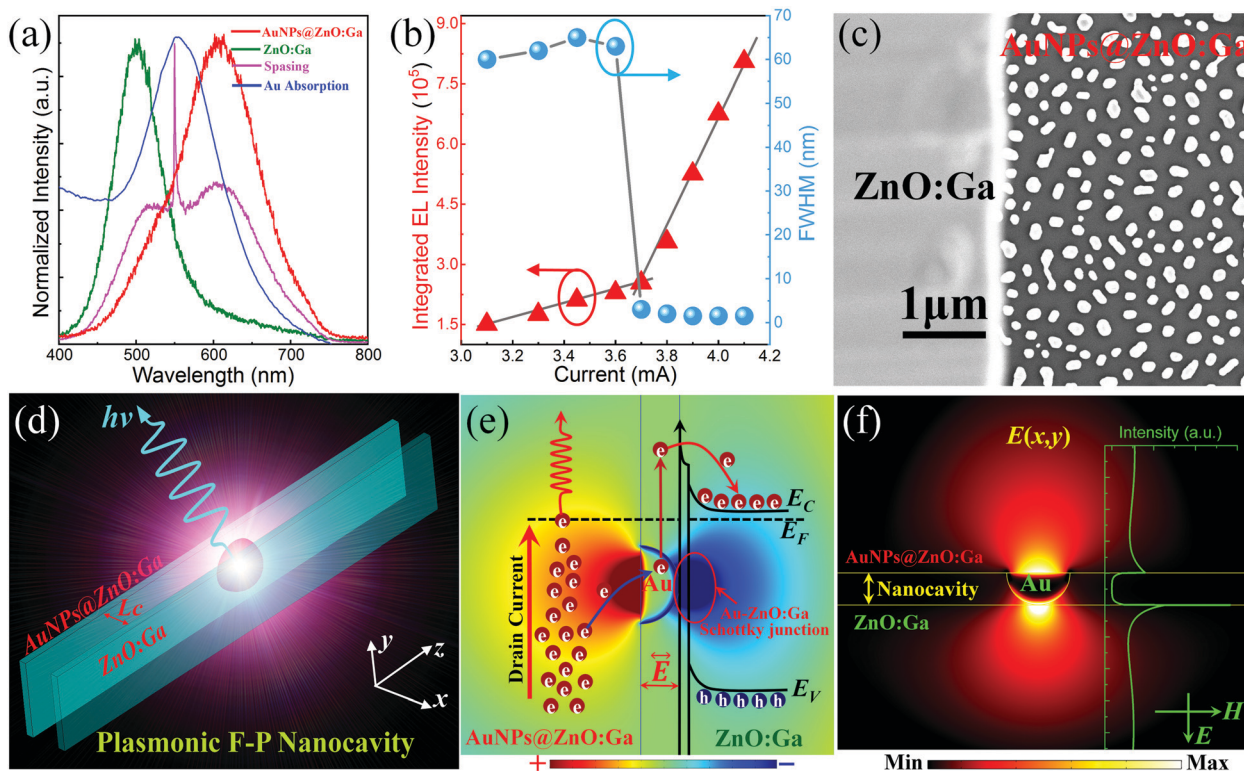 (a)
AuNPs@ZnO:Ga
ZnO:Ga
Spasing
Au Absorption
Normalized Intensity (a.u.)
400 500 600 700 800
Wavelength (nm)
(b)
Integrated EL Intensity (10⁵)
9.0
7.5
6.0
4.5
3.0
1.5
70
60
50
40
30
20
10
0
FWHM (nm)
3.0 3.2 3.4 3.6 3.8 4.0 4.2
Current (mA)
(c)
AuNPs@ZnO:Ga
ZnO:Ga
1μm
(d)
hν
AuNPs@ZnO:Ga
Lc
ZnO:Ga
y
z
x
Plasmonic F-P Nanocavity
(e)
e
e
e
e e e e e
E_C
e
E_F
e
e
e
e
e
e
e
e
e
Au
e
e
e
e
e
e
e
e
e
e
e
Drain Current
Au-ZnO:Ga
Schottky junction
E
E_V
h h h h h
AuNPs@ZnO:Ga
ZnO:Ga
+ −
(f)
E(x,y)
Intensity (a.u.)
AuNPs@ZnO:Ga
Au
Nanocavity
ZnO:Ga
H
E
Min Max